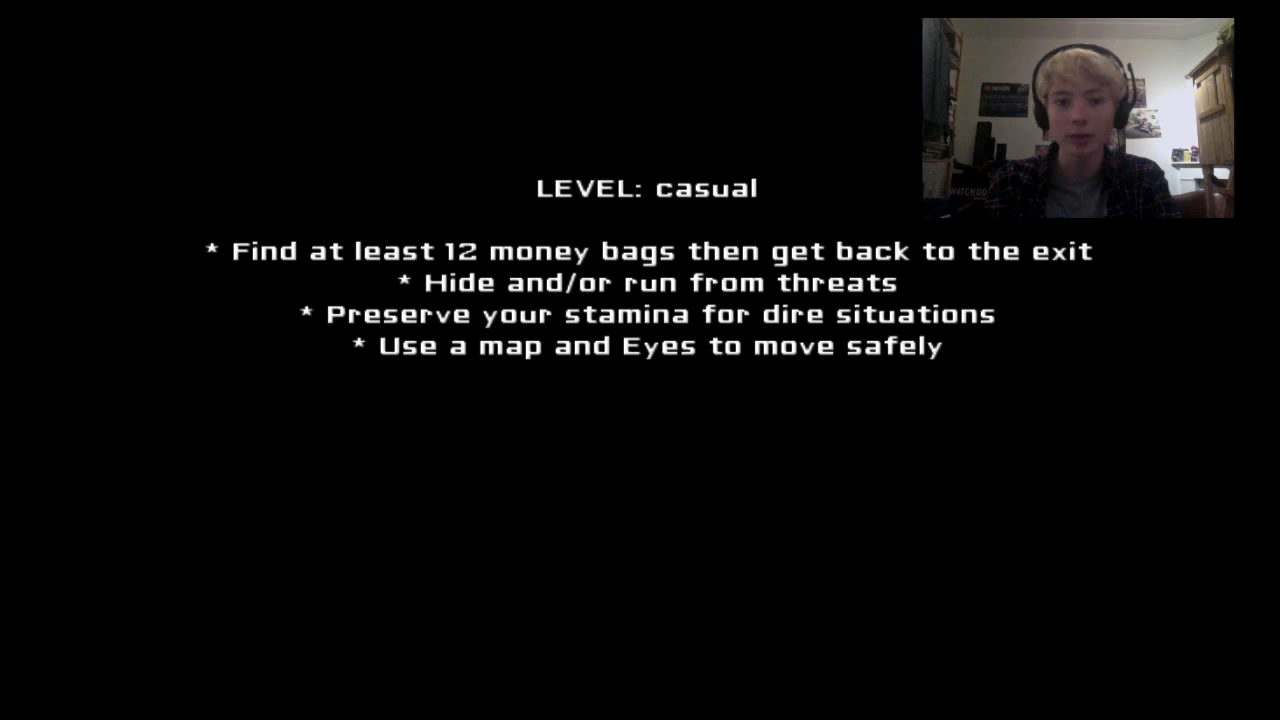 LEVEL: casual
* Find at least 12 money bags then get back to the exit
* Hide and/or run from threats
* Preserve your stamina for dire situations
* Use a map and Eyes to move safely